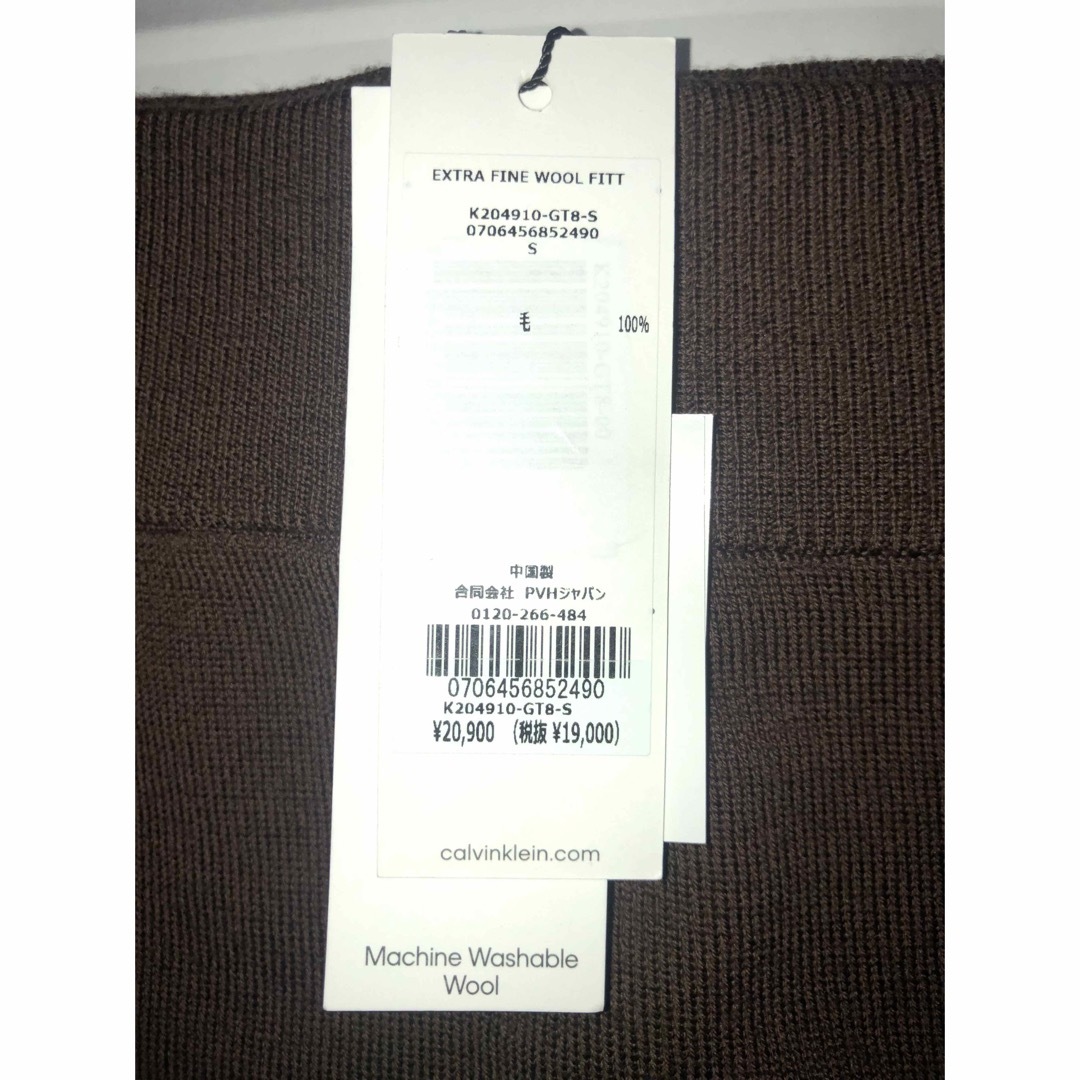 EXTRA FINE WOOL FITT
K204910-GT8-S
0706456852490
S
毛 100%
中国製
合同会社 PVHジャパン
0120-266-484
0706456852490
K204910-GT8-S
¥20,900 (税抜 ¥19,000)
calvinklein.com
Machine Washable
Wool